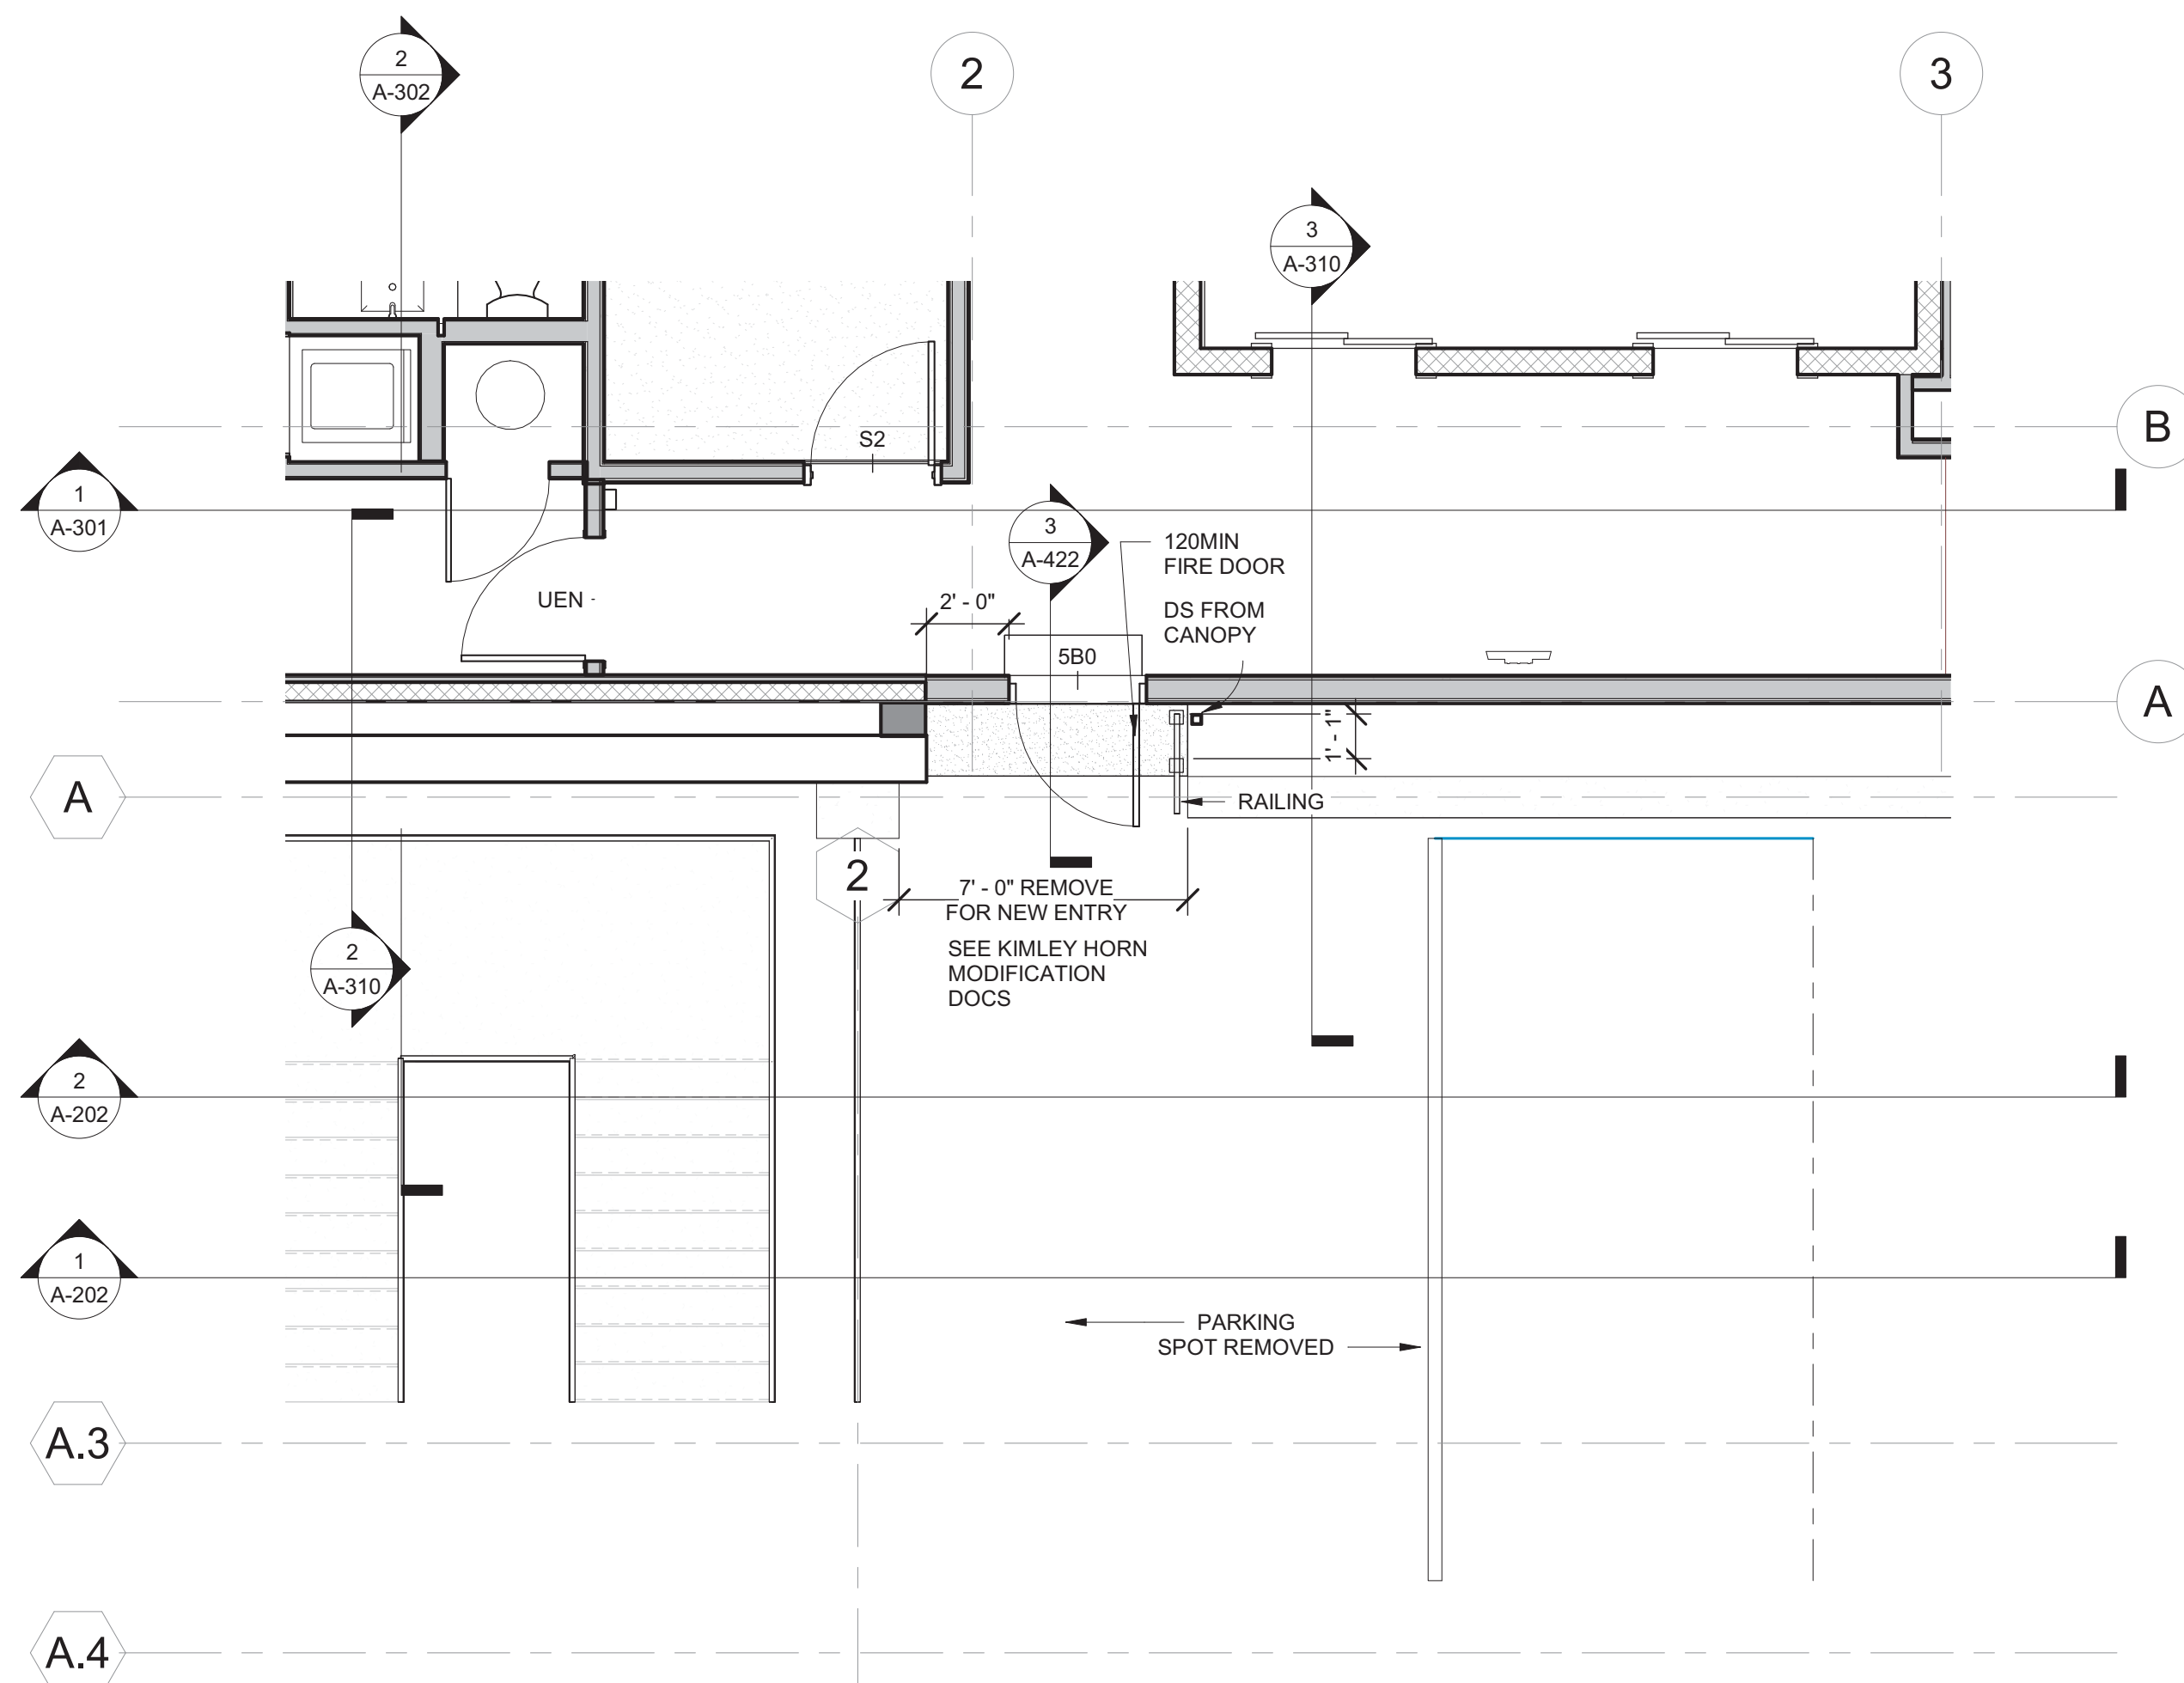 2
A-302
2
3
3
A-310
B
S2
1
A-301
3
A-422
120MIN
FIRE DOOR
UEN -
2' - 0"
DS FROM
CANOPY
5B0
A
1' - 1"
A
RAILING
2
7' - 0" REMOVE
FOR NEW ENTRY
SEE KIMLEY HORN
MODIFICATION
DOCS
2
A-310
2
A-202
1
A-202
PARKING
SPOT REMOVED
A.3
A.4